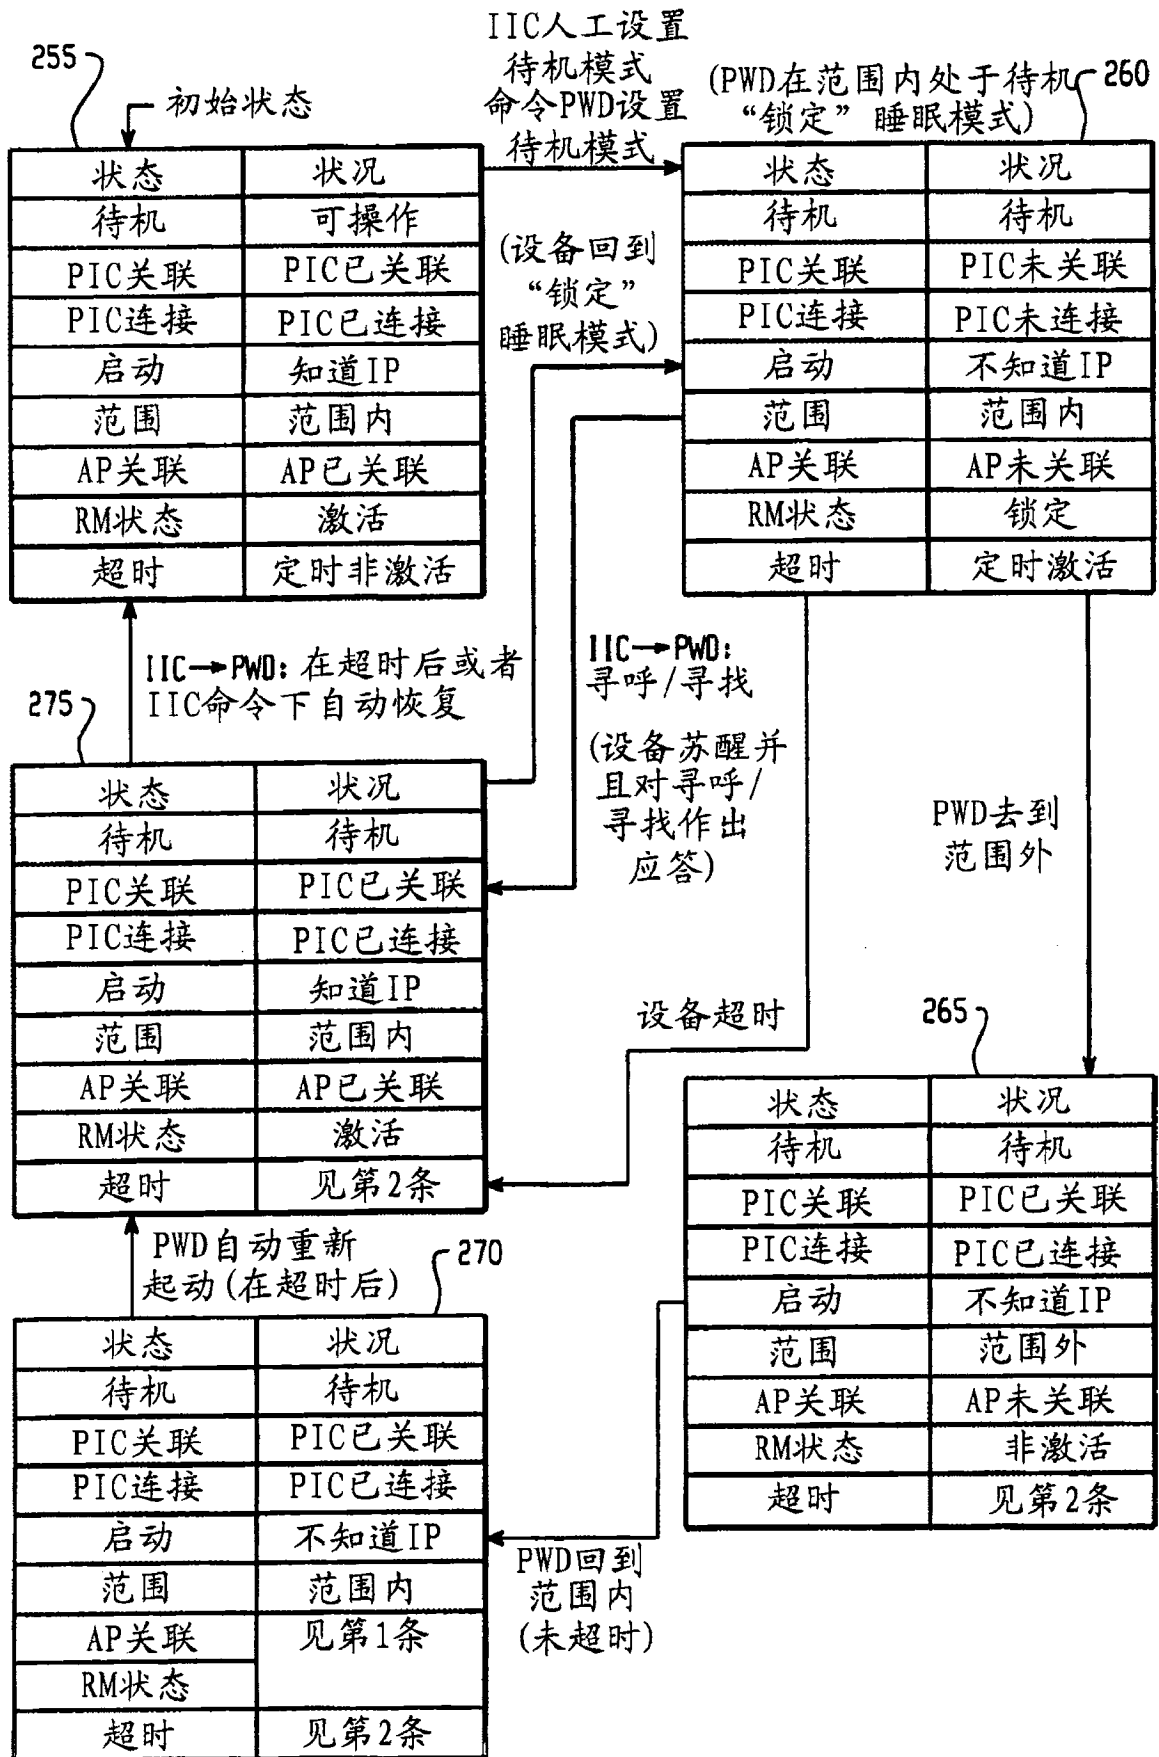 IIC人工设置
待机模式
命令PWD设置
待机模式
255
初始状态
(PWD在范围内处于待机
“锁定”睡眠模式)
260
状态 状况
待机 可操作
PIC关联 PIC已关联
PIC连接 PIC已连接
启动 知道IP
范围 范围内
AP关联 AP已关联
RM状态 激活
超时 定时非激活
(设备回到
“锁定”
睡眠模式)
状态 状况
待机 待机
PIC关联 PIC未关联
PIC连接 PIC未连接
启动 不知道IP
范围 范围内
AP关联 AP未关联
RM状态 锁定
超时 定时激活
IIC→PWD: 在超时后或者
IIC命令下自动恢复
IIC→PWD:
寻呼/寻找
(设备苏醒并
且对寻呼/
寻找作出
应答)
PWD去到
范围外
275
状态 状况
待机 待机
PIC关联 PIC已关联
PIC连接 PIC已连接
启动 知道IP
范围 范围内
AP关联 AP已关联
RM状态 激活
超时 见第2条
设备超时
265
状态 状况
待机 待机
PIC关联 PIC已关联
PIC连接 PIC已连接
启动 不知道IP
范围 范围外
AP关联 AP未关联
RM状态 非激活
超时 见第2条
PWD自动重新
起动(在超时后)
270
状态 状况
待机 待机
PIC关联 PIC已关联
PIC连接 PIC已连接
启动 不知道IP
范围 范围内
AP关联 见第1条
RM状态
超时 见第2条
PWD回到
范围内
(未超时)